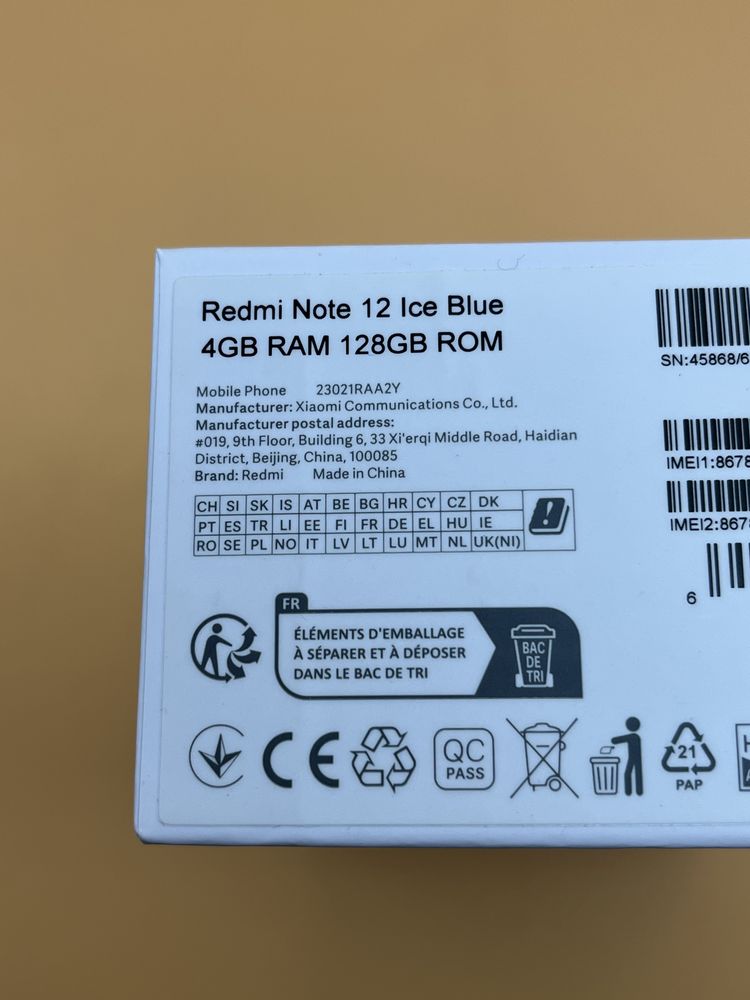 Redmi Note 12 Ice Blue
4GB RAM 128GB ROM
Mobile Phone 23021RAA2Y
Manufacturer: Xiaomi Communications Co., Ltd.
Manufacturer postal address:
#019, 9th Floor, Building 6, 33 Xi'erqi Middle Road, Haidian
District, Beijing, China, 100085
Brand: Redmi Made in China
CH SI SK IS AT BE BG HR CY CZ DK
PT ES TR LI EE FI FR DE EL HU IE
RO SE PL NO IT LV LT LU MT NL UK(NI)
SN:45868/6
IMEI1:8678
IMEI2:867
6
FR
ÉLÉMENTS D'EMBALLAGE
À SÉPARER ET À DÉPOSER
DANS LE BAC DE TRI
BAC
DE
TRI
CE
QC
PASS
21
PAP